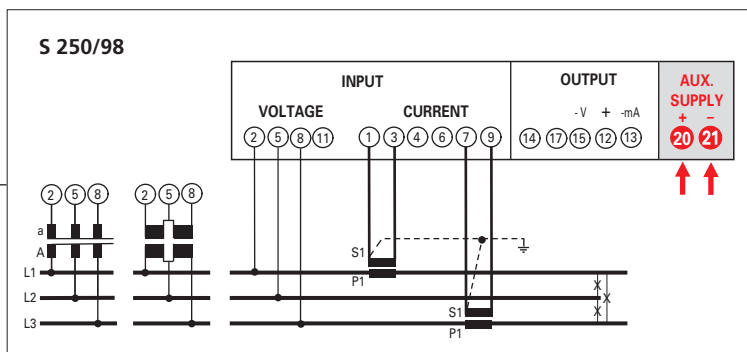 S 250/98
INPUT
OUTPUT
AUX.
SUPPLY
VOLTAGE
CURRENT
- V + -mA
+ −
2 5 8 11
1 3 4 6 7 9
14 17 15 12 13
20 21
2 5 8
2 5 8
a
A
S1
P1
L1
L2
L3
S1
P1
X
X
X